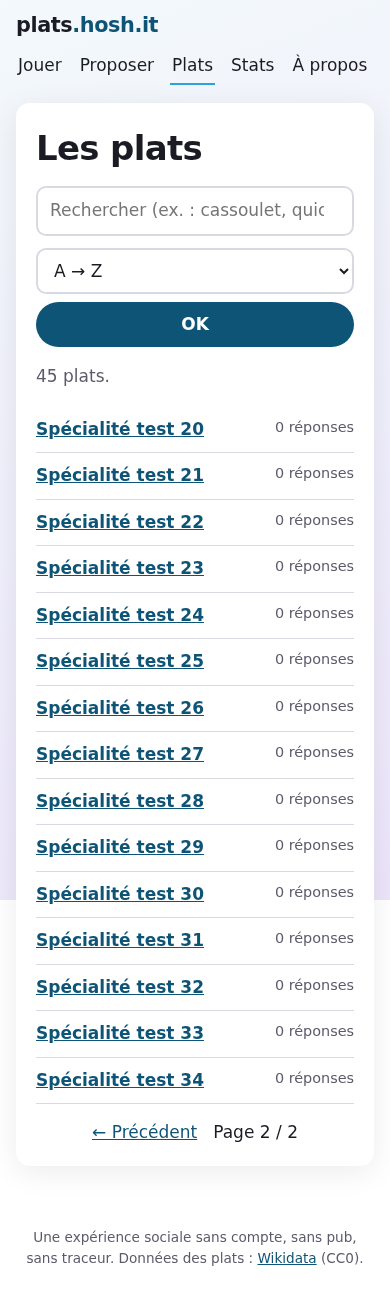 plats.hosh.it
Jouer Proposer Plats Stats À propos
Les plats
Rechercher (ex. : cassoulet, quic
A → Z
OK
45 plats.
Spécialité test 20 0 réponses
Spécialité test 21 0 réponses
Spécialité test 22 0 réponses
Spécialité test 23 0 réponses
Spécialité test 24 0 réponses
Spécialité test 25 0 réponses
Spécialité test 26 0 réponses
Spécialité test 27 0 réponses
Spécialité test 28 0 réponses
Spécialité test 29 0 réponses
Spécialité test 30 0 réponses
Spécialité test 31 0 réponses
Spécialité test 32 0 réponses
Spécialité test 33 0 réponses
Spécialité test 34 0 réponses
← Précédent Page 2 / 2
Une expérience sociale sans compte, sans pub,
sans traceur. Données des plats : Wikidata (CC0).